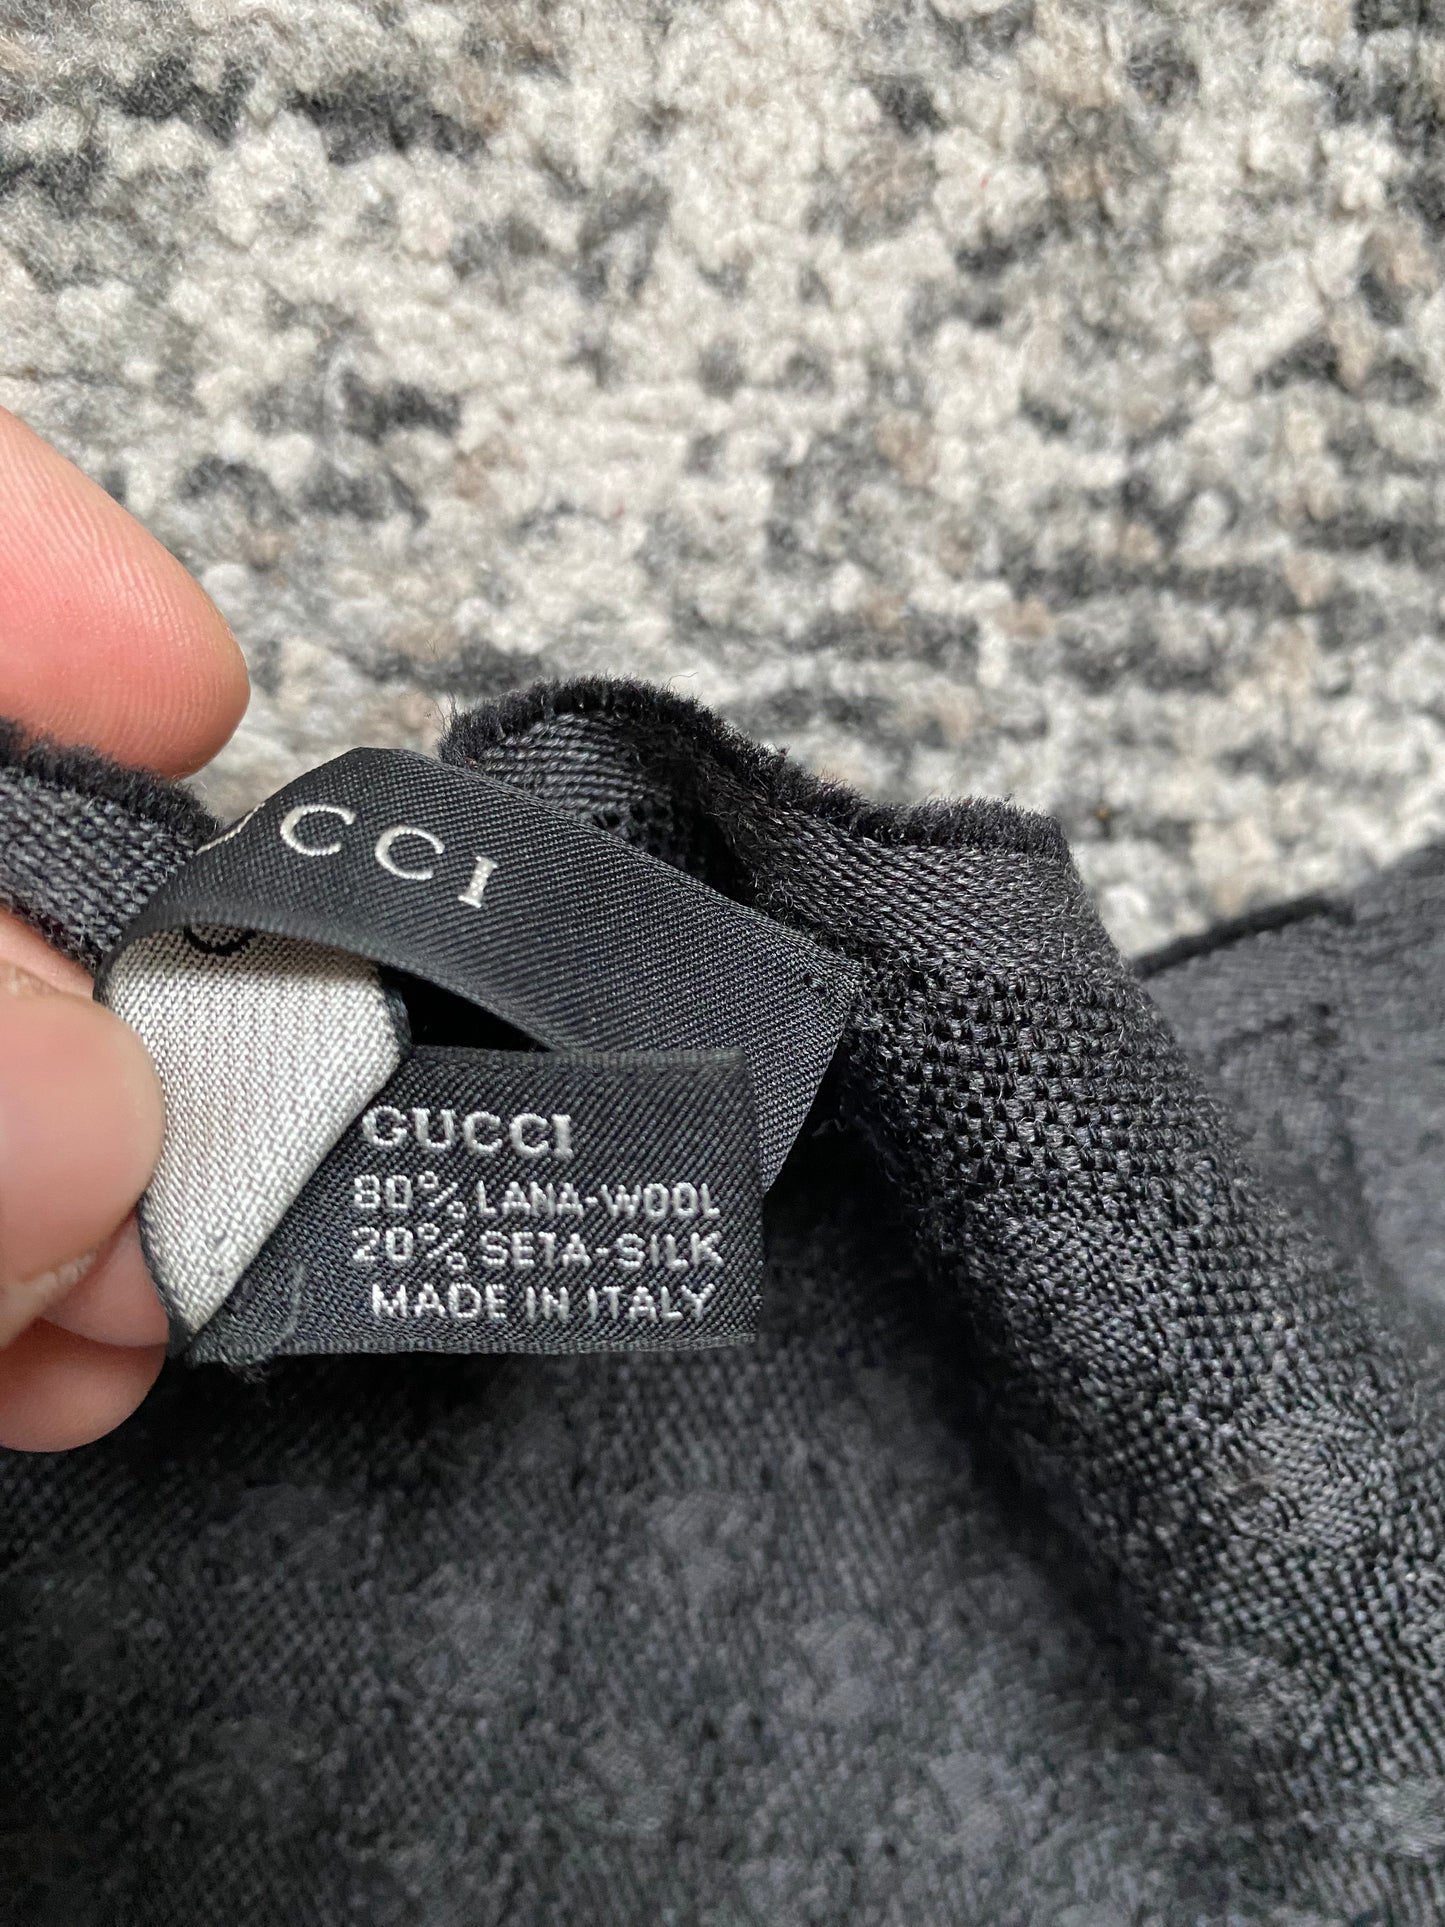 UCCI
GUCCI
80% LANA-WOOL
20% SETA-SILK
MADE IN ITALY